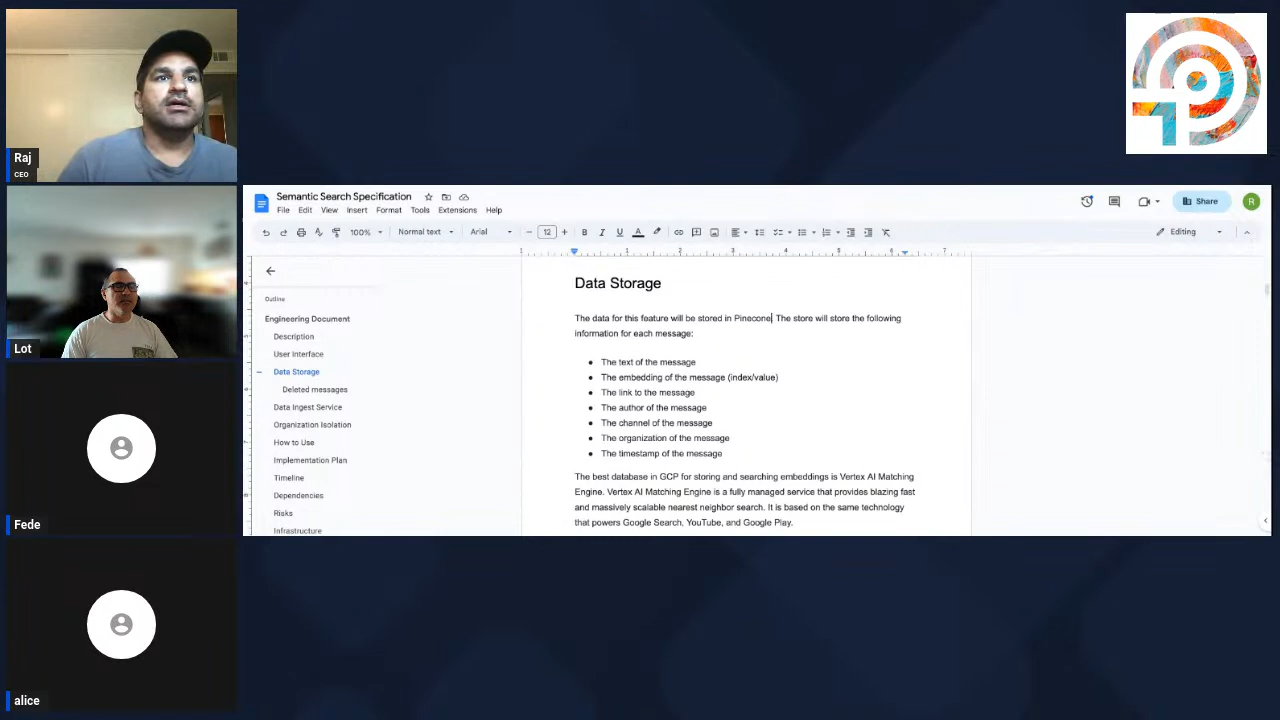 Raj
CEO
Lot
Fede
alice
Semantic Search Specification
File Edit View Insert Format Tools Extensions Help
Share
R
100% Normal text Arial 12 B I U A Editing
1 1 2 3 4 5 6 7
Outline
Engineering Document
Description
User Interface
Data Storage
Deleted messages
Data Ingest Service
Organization Isolation
How to Use
Implementation Plan
Timeline
Dependencies
Risks
Infrastructure
Data Storage
The data for this feature will be stored in Pinecone. The store will store the following
information for each message:
● The text of the message
● The embedding of the message (index/value)
● The link to the message
● The author of the message
● The channel of the message
● The organization of the message
● The timestamp of the message
The best database in GCP for storing and searching embeddings is Vertex AI Matching
Engine. Vertex AI Matching Engine is a fully managed service that provides blazing fast
and massively scalable nearest neighbor search. It is based on the same technology
that powers Google Search, YouTube, and Google Play.